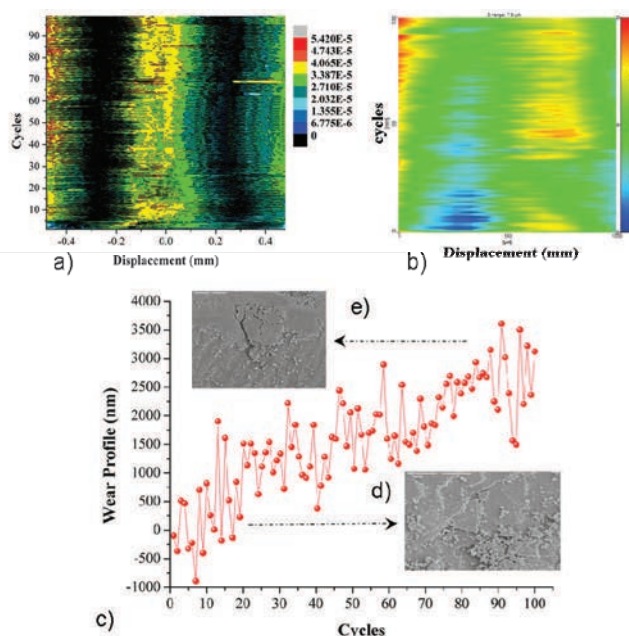 90
80
70
60
50
40
30
20
10
Cycles
-0.4 -0.2 0.0 0.2 0.4
Displacement (mm)
a)
5.420E-5
4.743E-5
4.065E-5
3.387E-5
2.710E-5
2.032E-5
1.355E-5
6.775E-6
0
cycles
Displacement (mm)
b)
4000
3500
3000
2500
2000
1500
1000
500
0
-500
-1000
Wear Profile (nm)
e)
d)
0 10 20 30 40 50 60 70 80 90 100
c)
Cycles